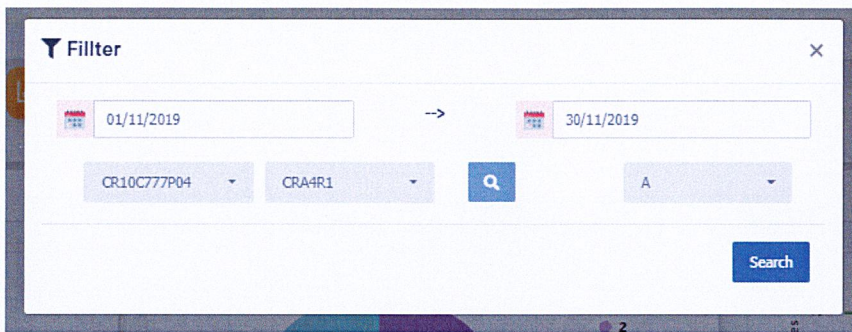 Fillter ×
01/11/2019 --> 30/11/2019
CR10C777P04 CRA4R1 A
Search
2